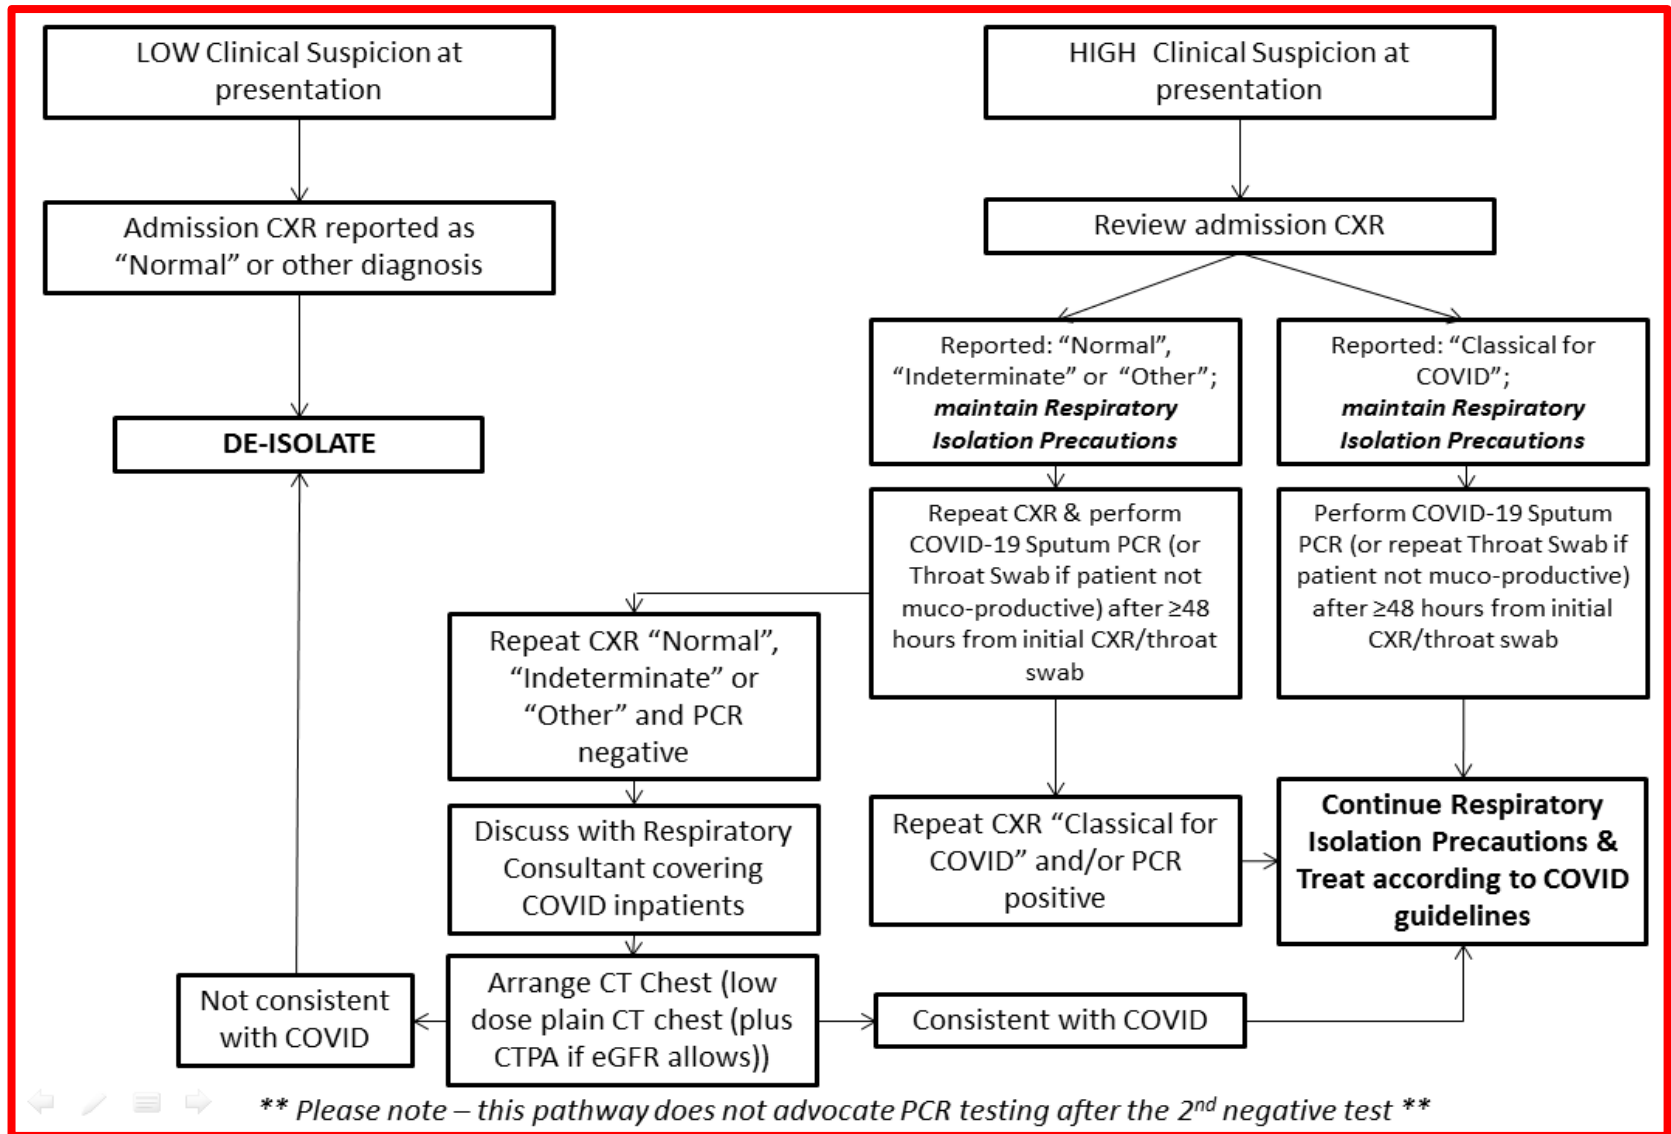 LOW Clinical Suspicion at
presentation
HIGH Clinical Suspicion at
presentation
Admission CXR reported as
“Normal” or other diagnosis
Review admission CXR
DE-ISOLATE
Reported: “Normal”,
“Indeterminate” or “Other”;
maintain Respiratory
Isolation Precautions
Reported: “Classical for
COVID”;
maintain Respiratory
Isolation Precautions
Repeat CXR & perform
COVID-19 Sputum PCR (or
Throat Swab if patient not
muco-productive) after ≥48
hours from initial CXR/throat
swab
Perform COVID-19 Sputum
PCR (or repeat Throat Swab if
patient not muco-productive)
after ≥48 hours from initial
CXR/throat swab
Repeat CXR “Normal”,
“Indeterminate” or
“Other” and PCR
negative
Discuss with Respiratory
Consultant covering
COVID inpatients
Repeat CXR “Classical for
COVID” and/or PCR
positive
Continue Respiratory
Isolation Precautions &
Treat according to COVID
guidelines
Not consistent
with COVID
Arrange CT Chest (low
dose plain CT chest (plus
CTPA if eGFR allows))
Consistent with COVID
** Please note – this pathway does not advocate PCR testing after the 2nd negative test **